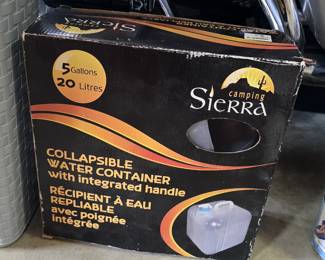 5 Gallons
20 Litres
camping
Sierra
COLLAPSIBLE
WATER CONTAINER
with integrated handle
RÉCIPIENT À EAU
REPLIABLE
avec poignée
intégrée